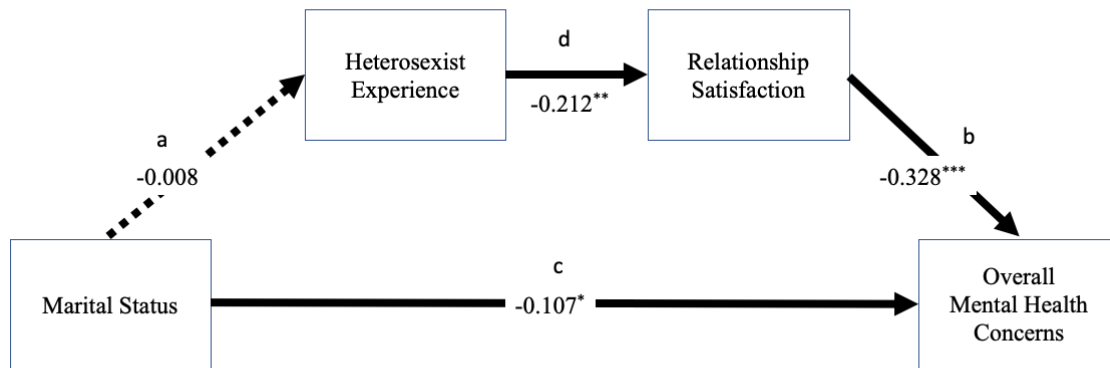 d
Heterosexist
Experience
-0.212**
Relationship
Satisfaction
a
-0.008
b
-0.328***
Marital Status
c
-0.107*
Overall
Mental Health
Concerns